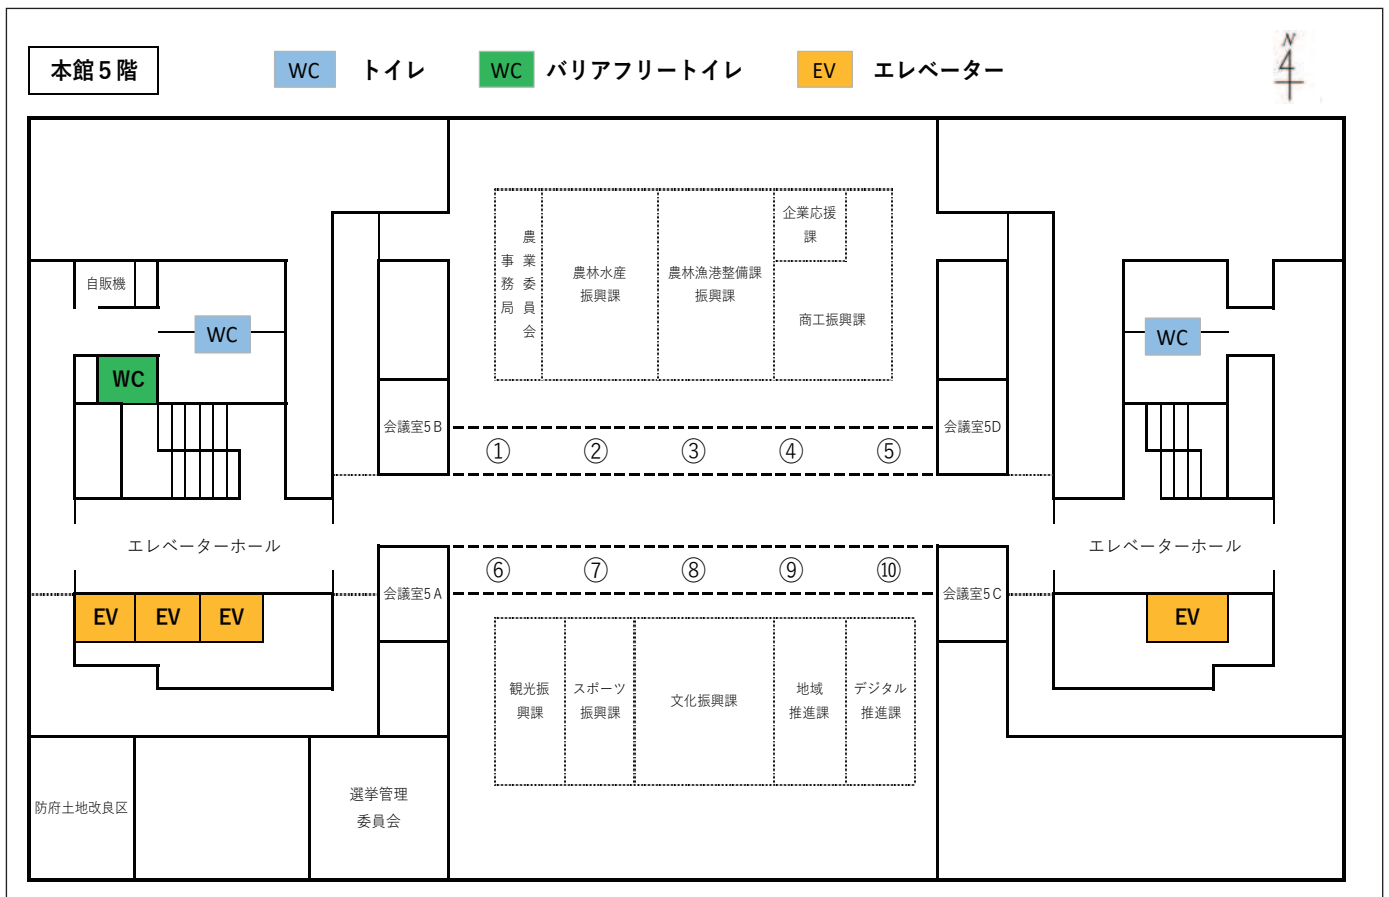 本館５階
WC トイレ
WC バリアフリートイレ
EV エレベーター
N
自販機
WC
WC
農業委員会
事務局
農林水産
振興課
農林漁港整備課
振興課
企業応援
課
商工振興課
WC
会議室5Ｂ
① ② ③ ④ ⑤
会議室5D
エレベーターホール
エレベーターホール
会議室5Ａ
⑥ ⑦ ⑧ ⑨ ⑩
会議室5Ｃ
EV EV EV
EV
観光振
興課
スポーツ
振興課
文化振興課
地域
推進課
デジタル
推進課
防府土地改良区
選挙管理
委員会